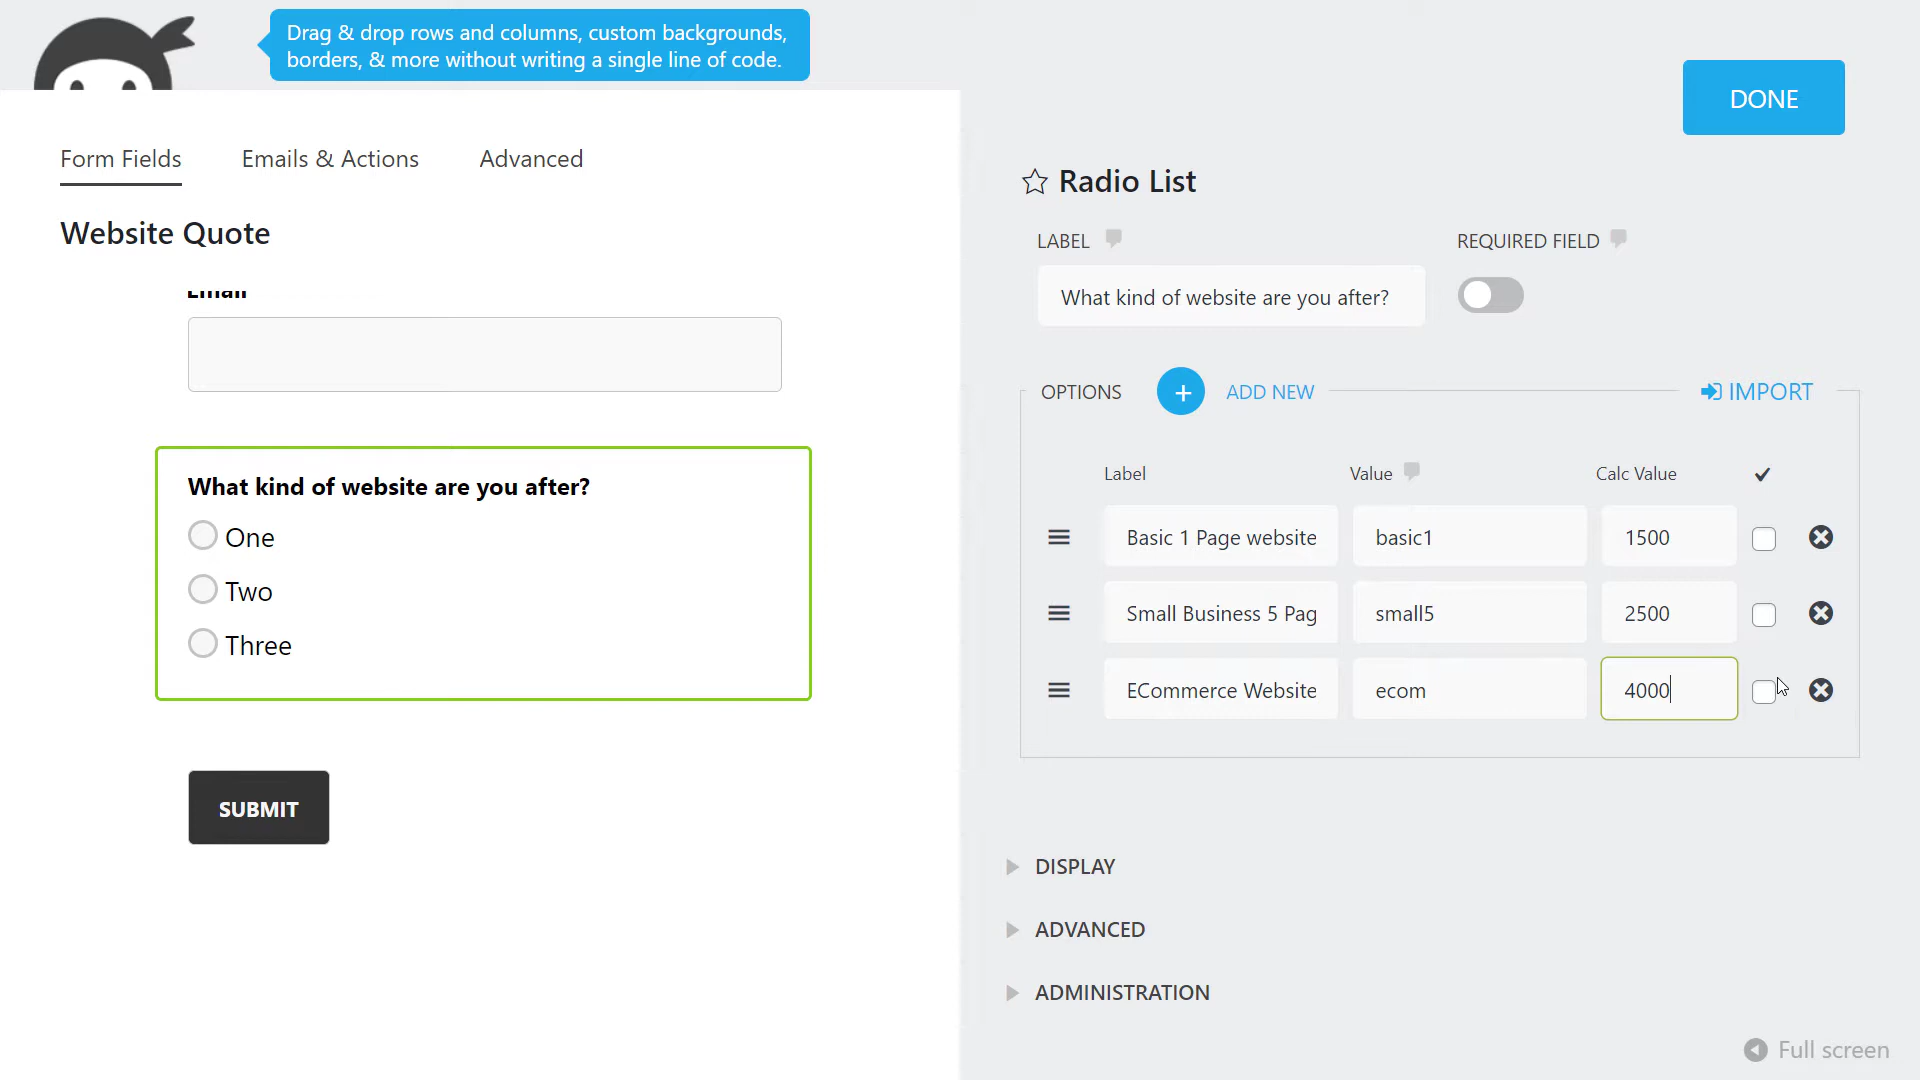 Drag & drop rows and columns, custom backgrounds,
borders, & more without writing a single line of code.
DONE
Form Fields
Emails & Actions
Advanced
Website Quote
Email
What kind of website are you after?
One
Two
Three
SUBMIT
Radio List
LABEL
REQUIRED FIELD
What kind of website are you after?
OPTIONS
+ ADD NEW
IMPORT
Label
Value
Calc Value
Basic 1 Page website
basic1
1500
Small Business 5 Pag
small5
2500
ECommerce Website
ecom
4000
DISPLAY
ADVANCED
ADMINISTRATION
Full screen